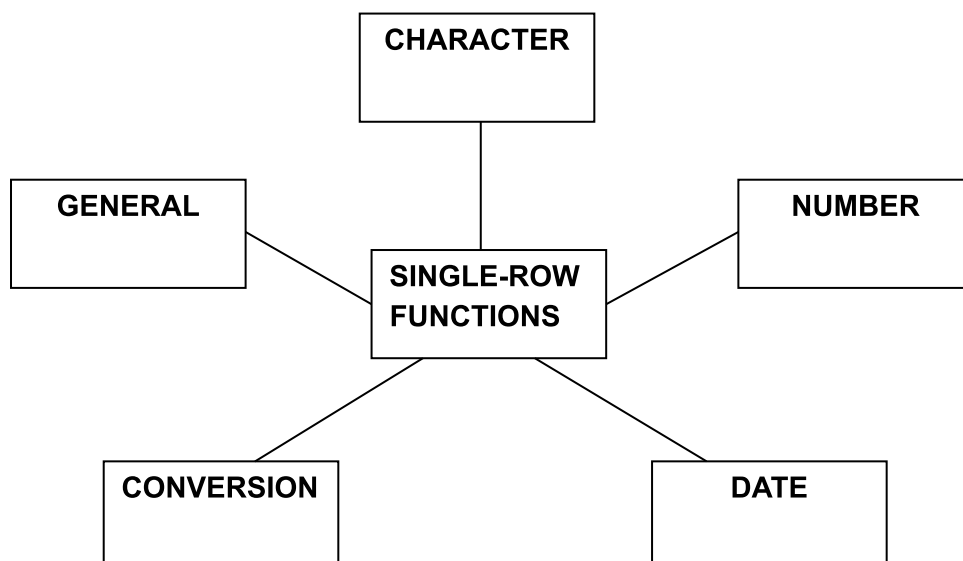 CHARACTER
GENERAL
NUMBER
SINGLE-ROW
FUNCTIONS
CONVERSION
DATE